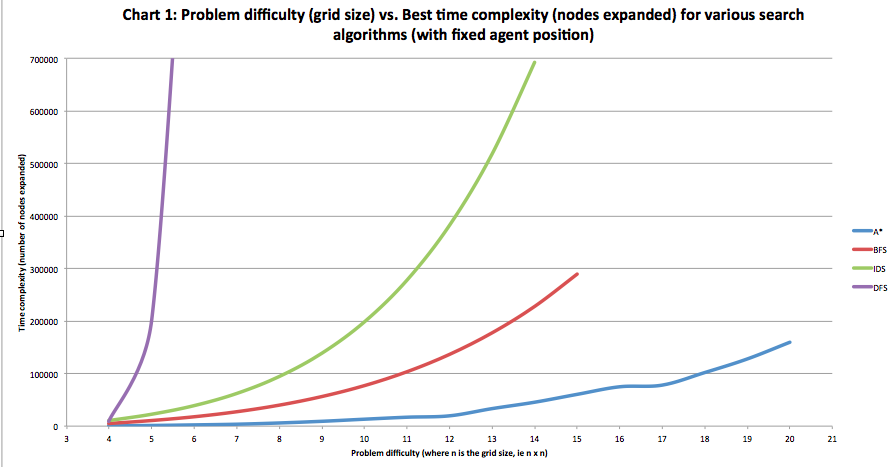 Chart 1: Problem difficulty (grid size) vs. Best time complexity (nodes expanded) for various search
algorithms (with fixed agent position)
700000
600000
500000
400000
300000
200000
100000
0
Time complexity (number of nodes expanded)
3 4 5 6 7 8 9 10 11 12 13 14 15 16 17 18 19 20 21
Problem difficulty (where n is the grid size, ie n x n)
A*
BFS
IDS
DFS